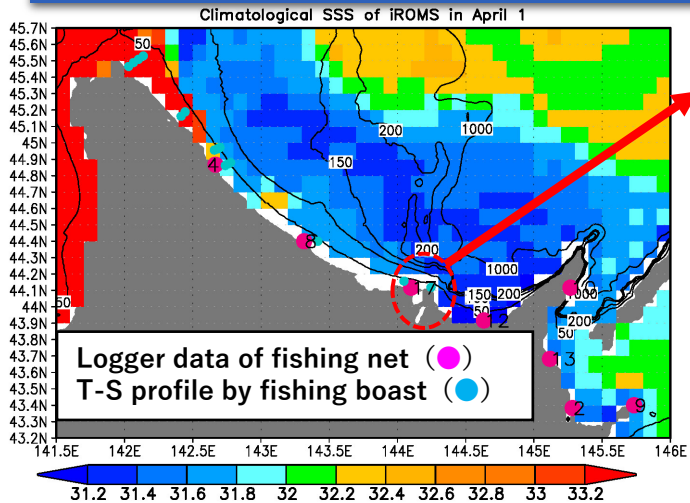 Climatological SSS of iROMS in April 1
45.7N
45.6N
45.5N
45.4N
45.3N
45.2N
45.1N
45N
44.9N
44.8N
44.7N
44.6N
44.5N
44.4N
44.3N
44.2N
44.1N
44N
43.9N
43.8N
43.7N
43.6N
43.5N
43.4N
43.3N
43.2N
50
200
1000
150
4
8
200
1000
17
150
200
50
12
1000
200
50
50
13
2
9
Logger data of fishing net ( )
T-S profile by fishing boast ( )
141.5E 142E 142.5E 143E 143.5E 144E 144.5E 145E 145.5E 146E
31.2 31.4 31.6 31.8 32 32.2 32.4 32.6 32.8 33 33.2